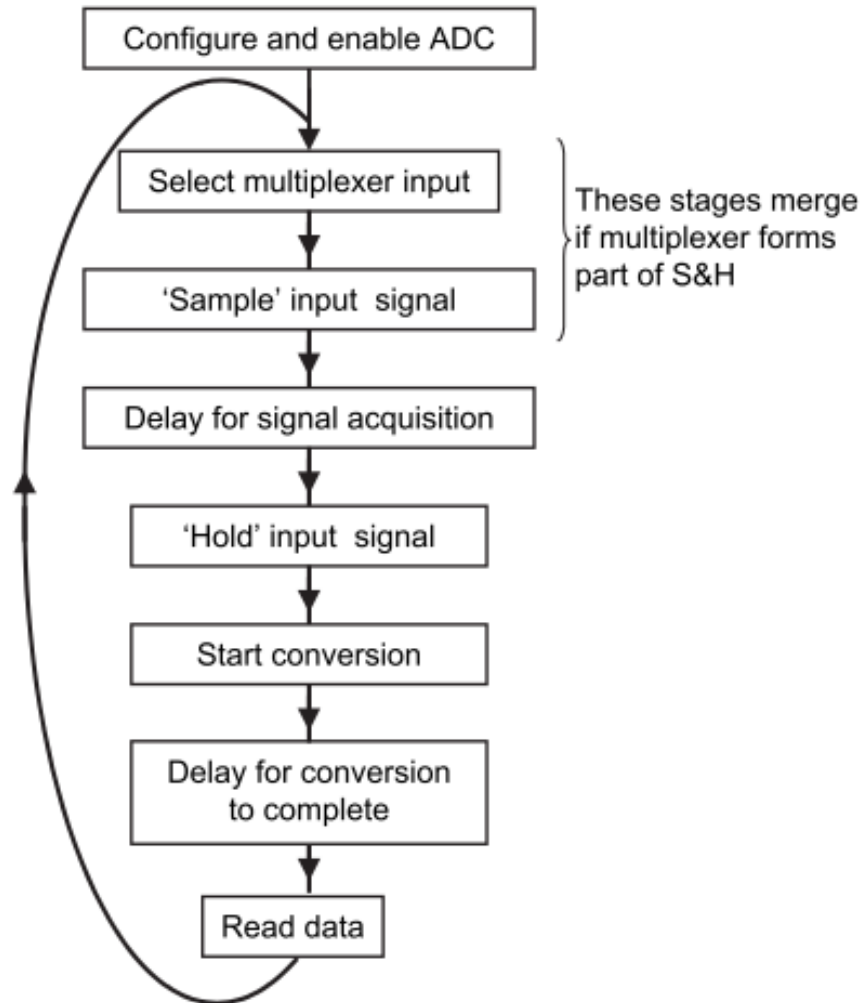 Configure and enable ADC
Select multiplexer input
These stages merge
if multiplexer forms
part of S&H
‘Sample’ input signal
Delay for signal acquisition
‘Hold’ input signal
Start conversion
Delay for conversion
to complete
Read data